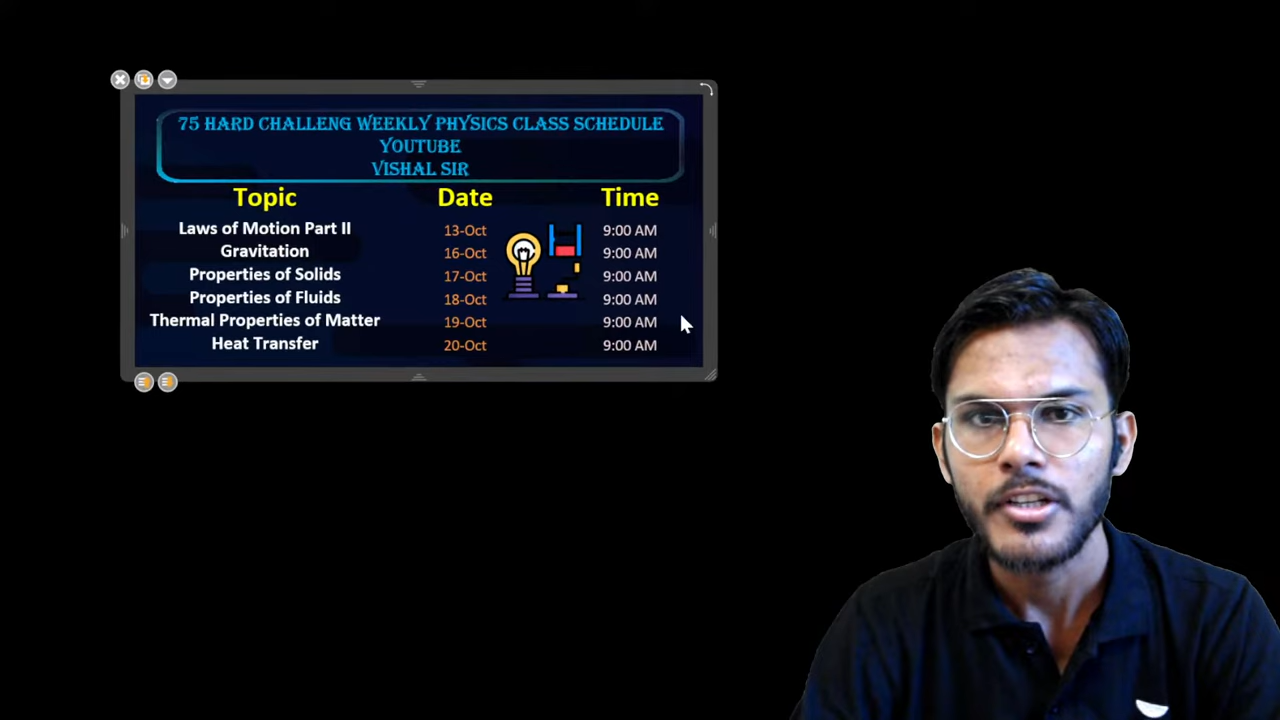 75 HARD CHALLENG WEEKLY PHYSICS CLASS SCHEDULE
YOUTUBE
VISHAL SIR
Topic Date Time
Laws of Motion Part II 13-Oct 9:00 AM
Gravitation 16-Oct 9:00 AM
Properties of Solids 17-Oct 9:00 AM
Properties of Fluids 18-Oct 9:00 AM
Thermal Properties of Matter 19-Oct 9:00 AM
Heat Transfer 20-Oct 9:00 AM